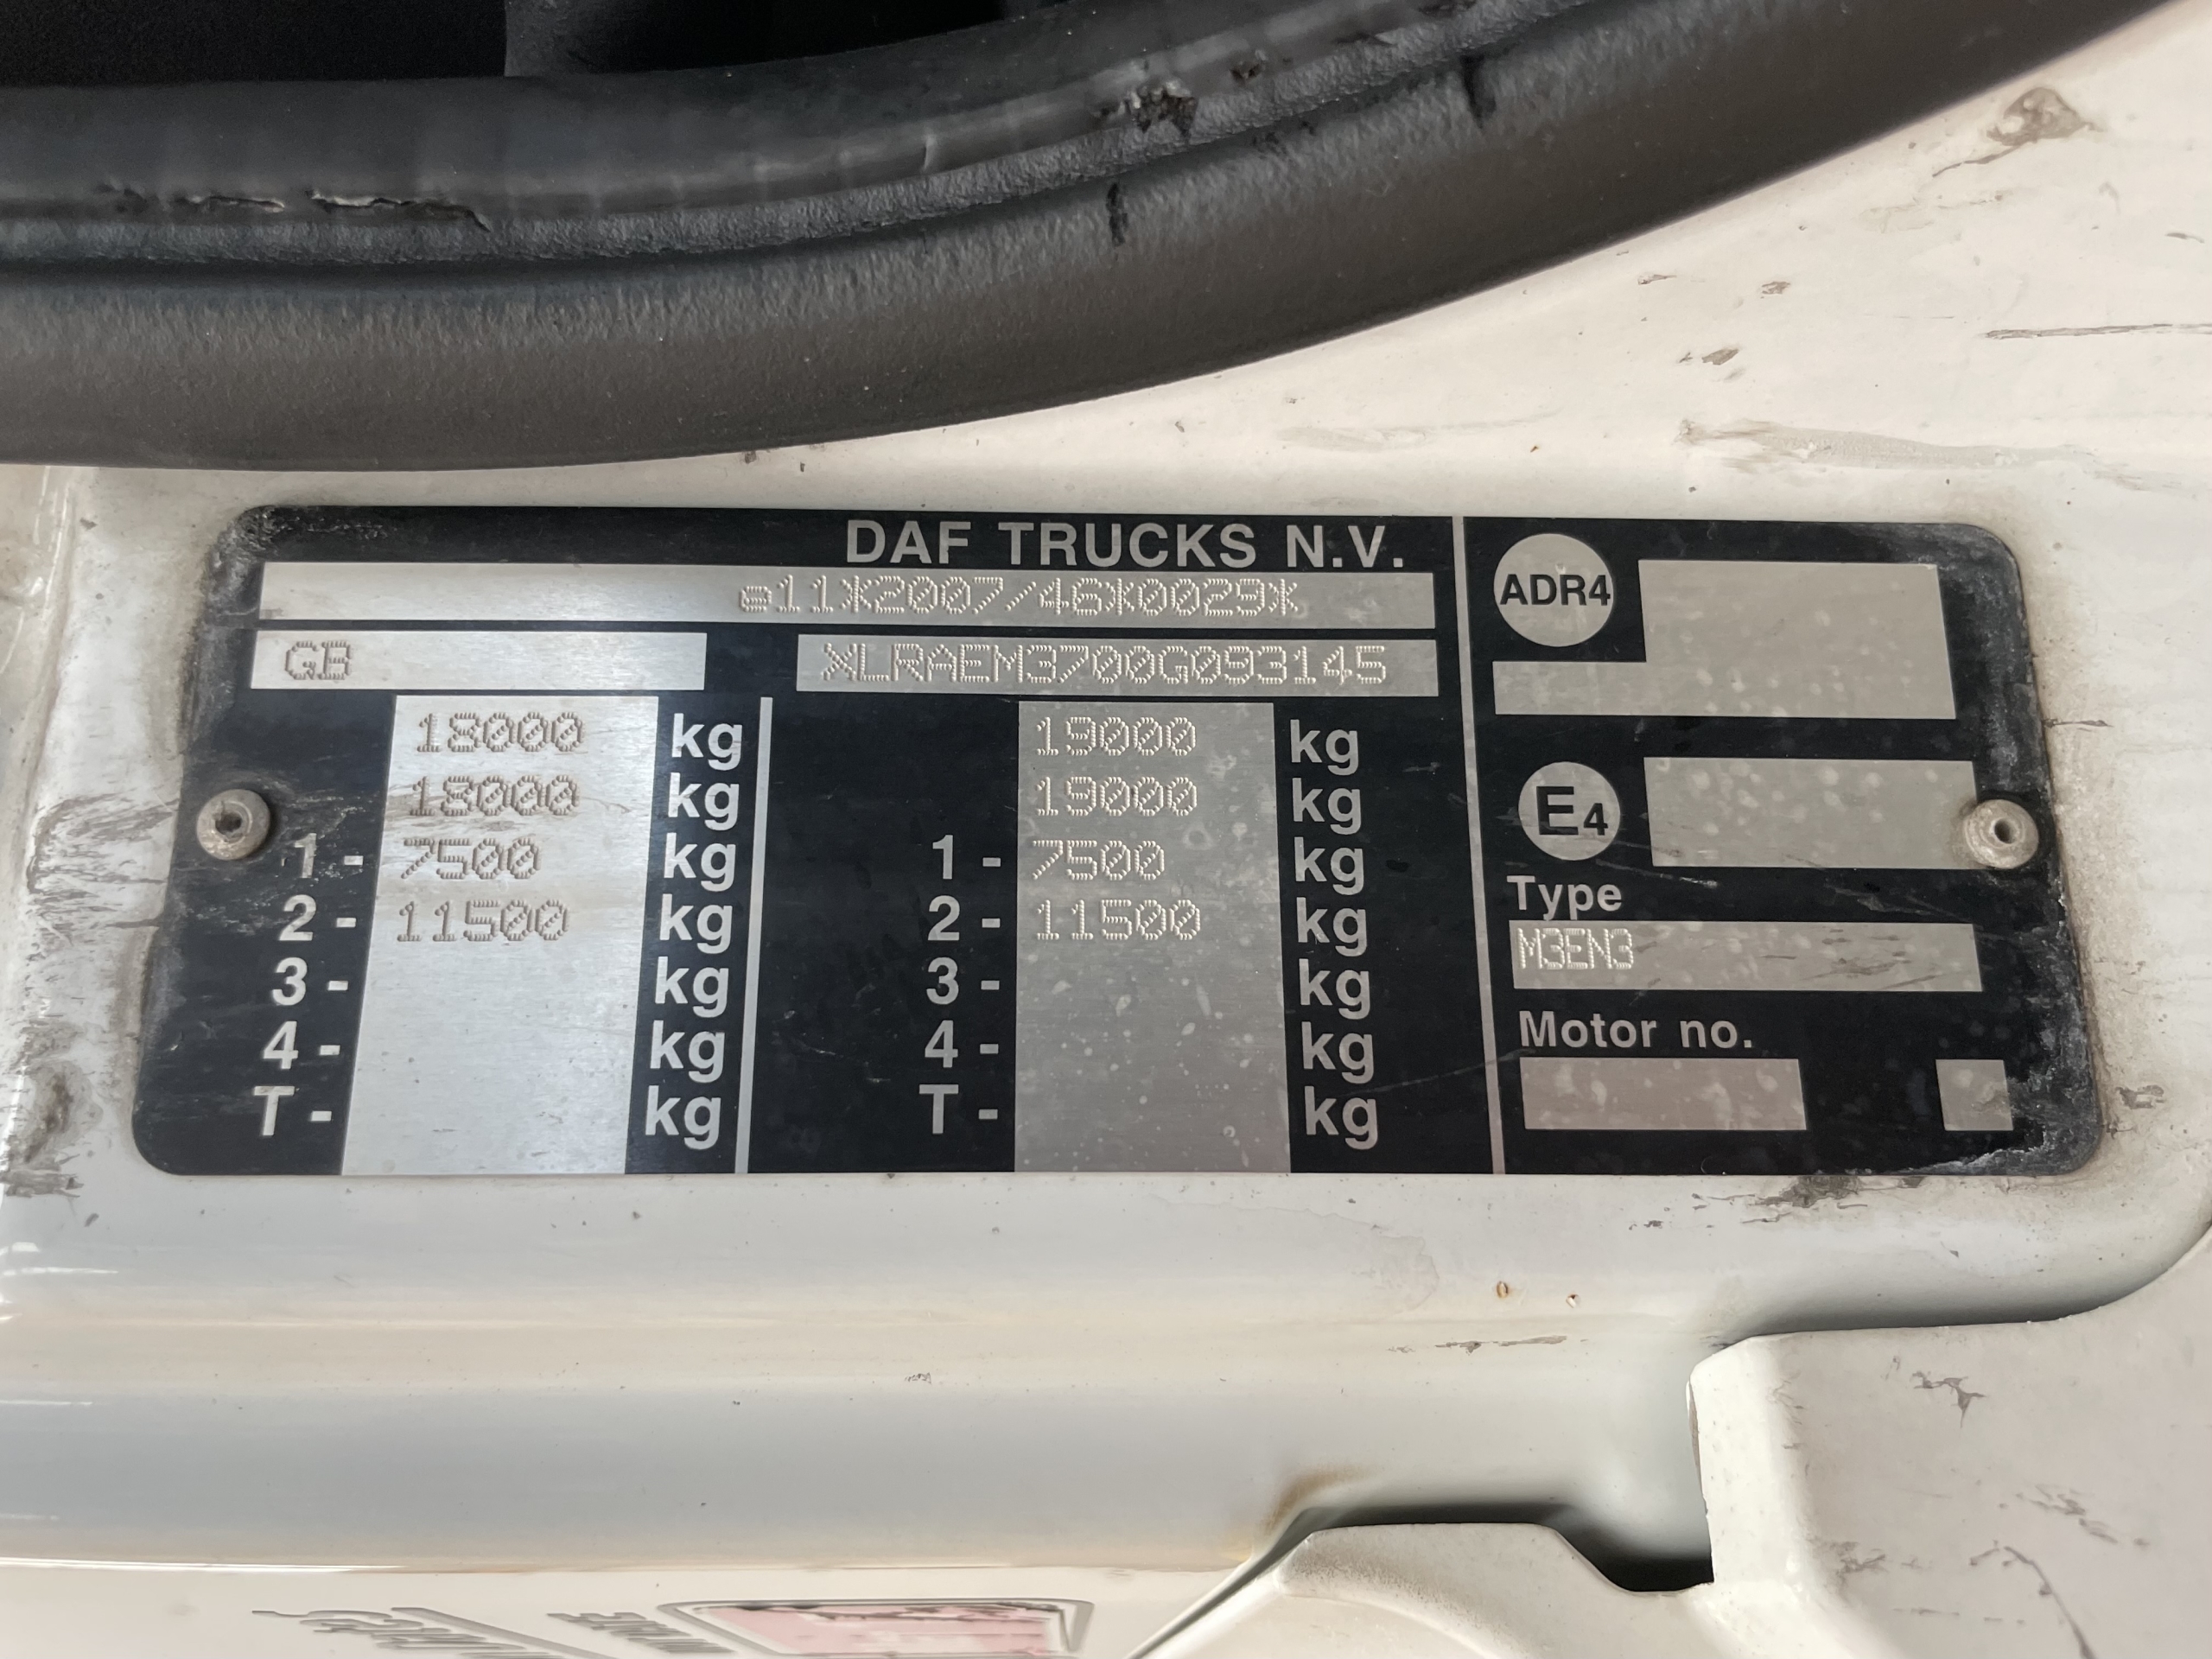 DAF TRUCKS N.V.
e11*2007/46*0029*
GB
XLRAEM3700G093145
18000 kg
18000 kg
1 - 7500 kg
2 - 11500 kg
3 - kg
4 - kg
T - kg
19000 kg
19000 kg
1 - 7500 kg
2 - 11500 kg
3 - kg
4 - kg
T - kg
ADR4
E4
Type
M3EN3
Motor no.